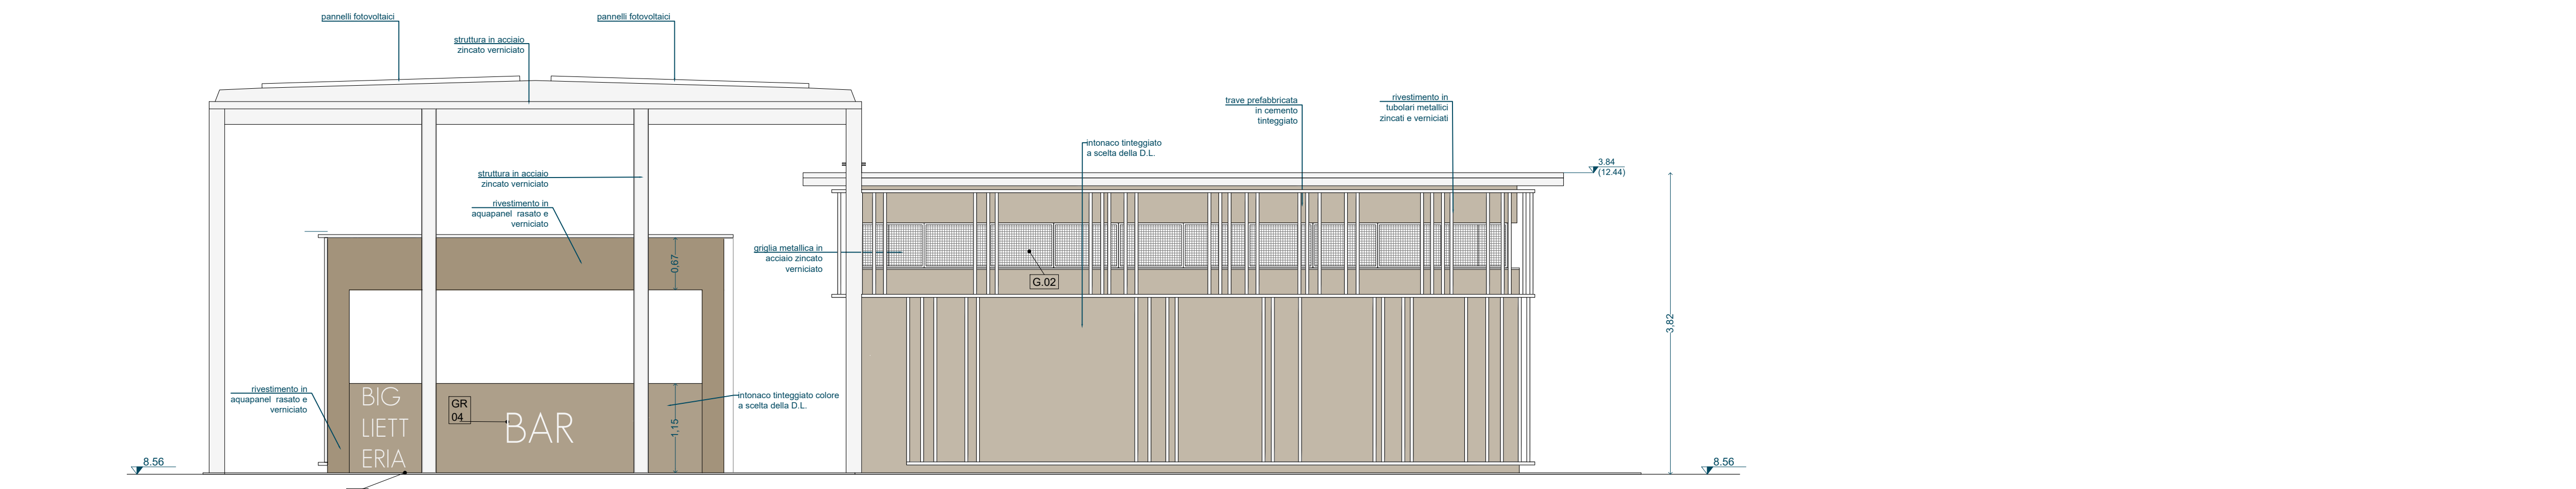 pannelli fotovoltaici
pannelli fotovoltaici
struttura in acciaio
zincato verniciato
trave prefabbricata
in cemento
tinteggiato
rivestimento in
tubolari metallici
zincati e verniciati
intonaco tinteggiato
a scelta della D.L.
3.84
(12.44)
struttura in acciaio
zincato verniciato
rivestimento in
aquapanel rasato e
verniciato
griglia metallica in
acciaio zincato
verniciato
0,67
G.02
3,82
rivestimento in
aquapanel rasato e
verniciato
BIG
LIETT
ERIA
GR
04
BAR
1,15
intonaco tinteggiato colore
a scelta della D.L.
8.56
8.56